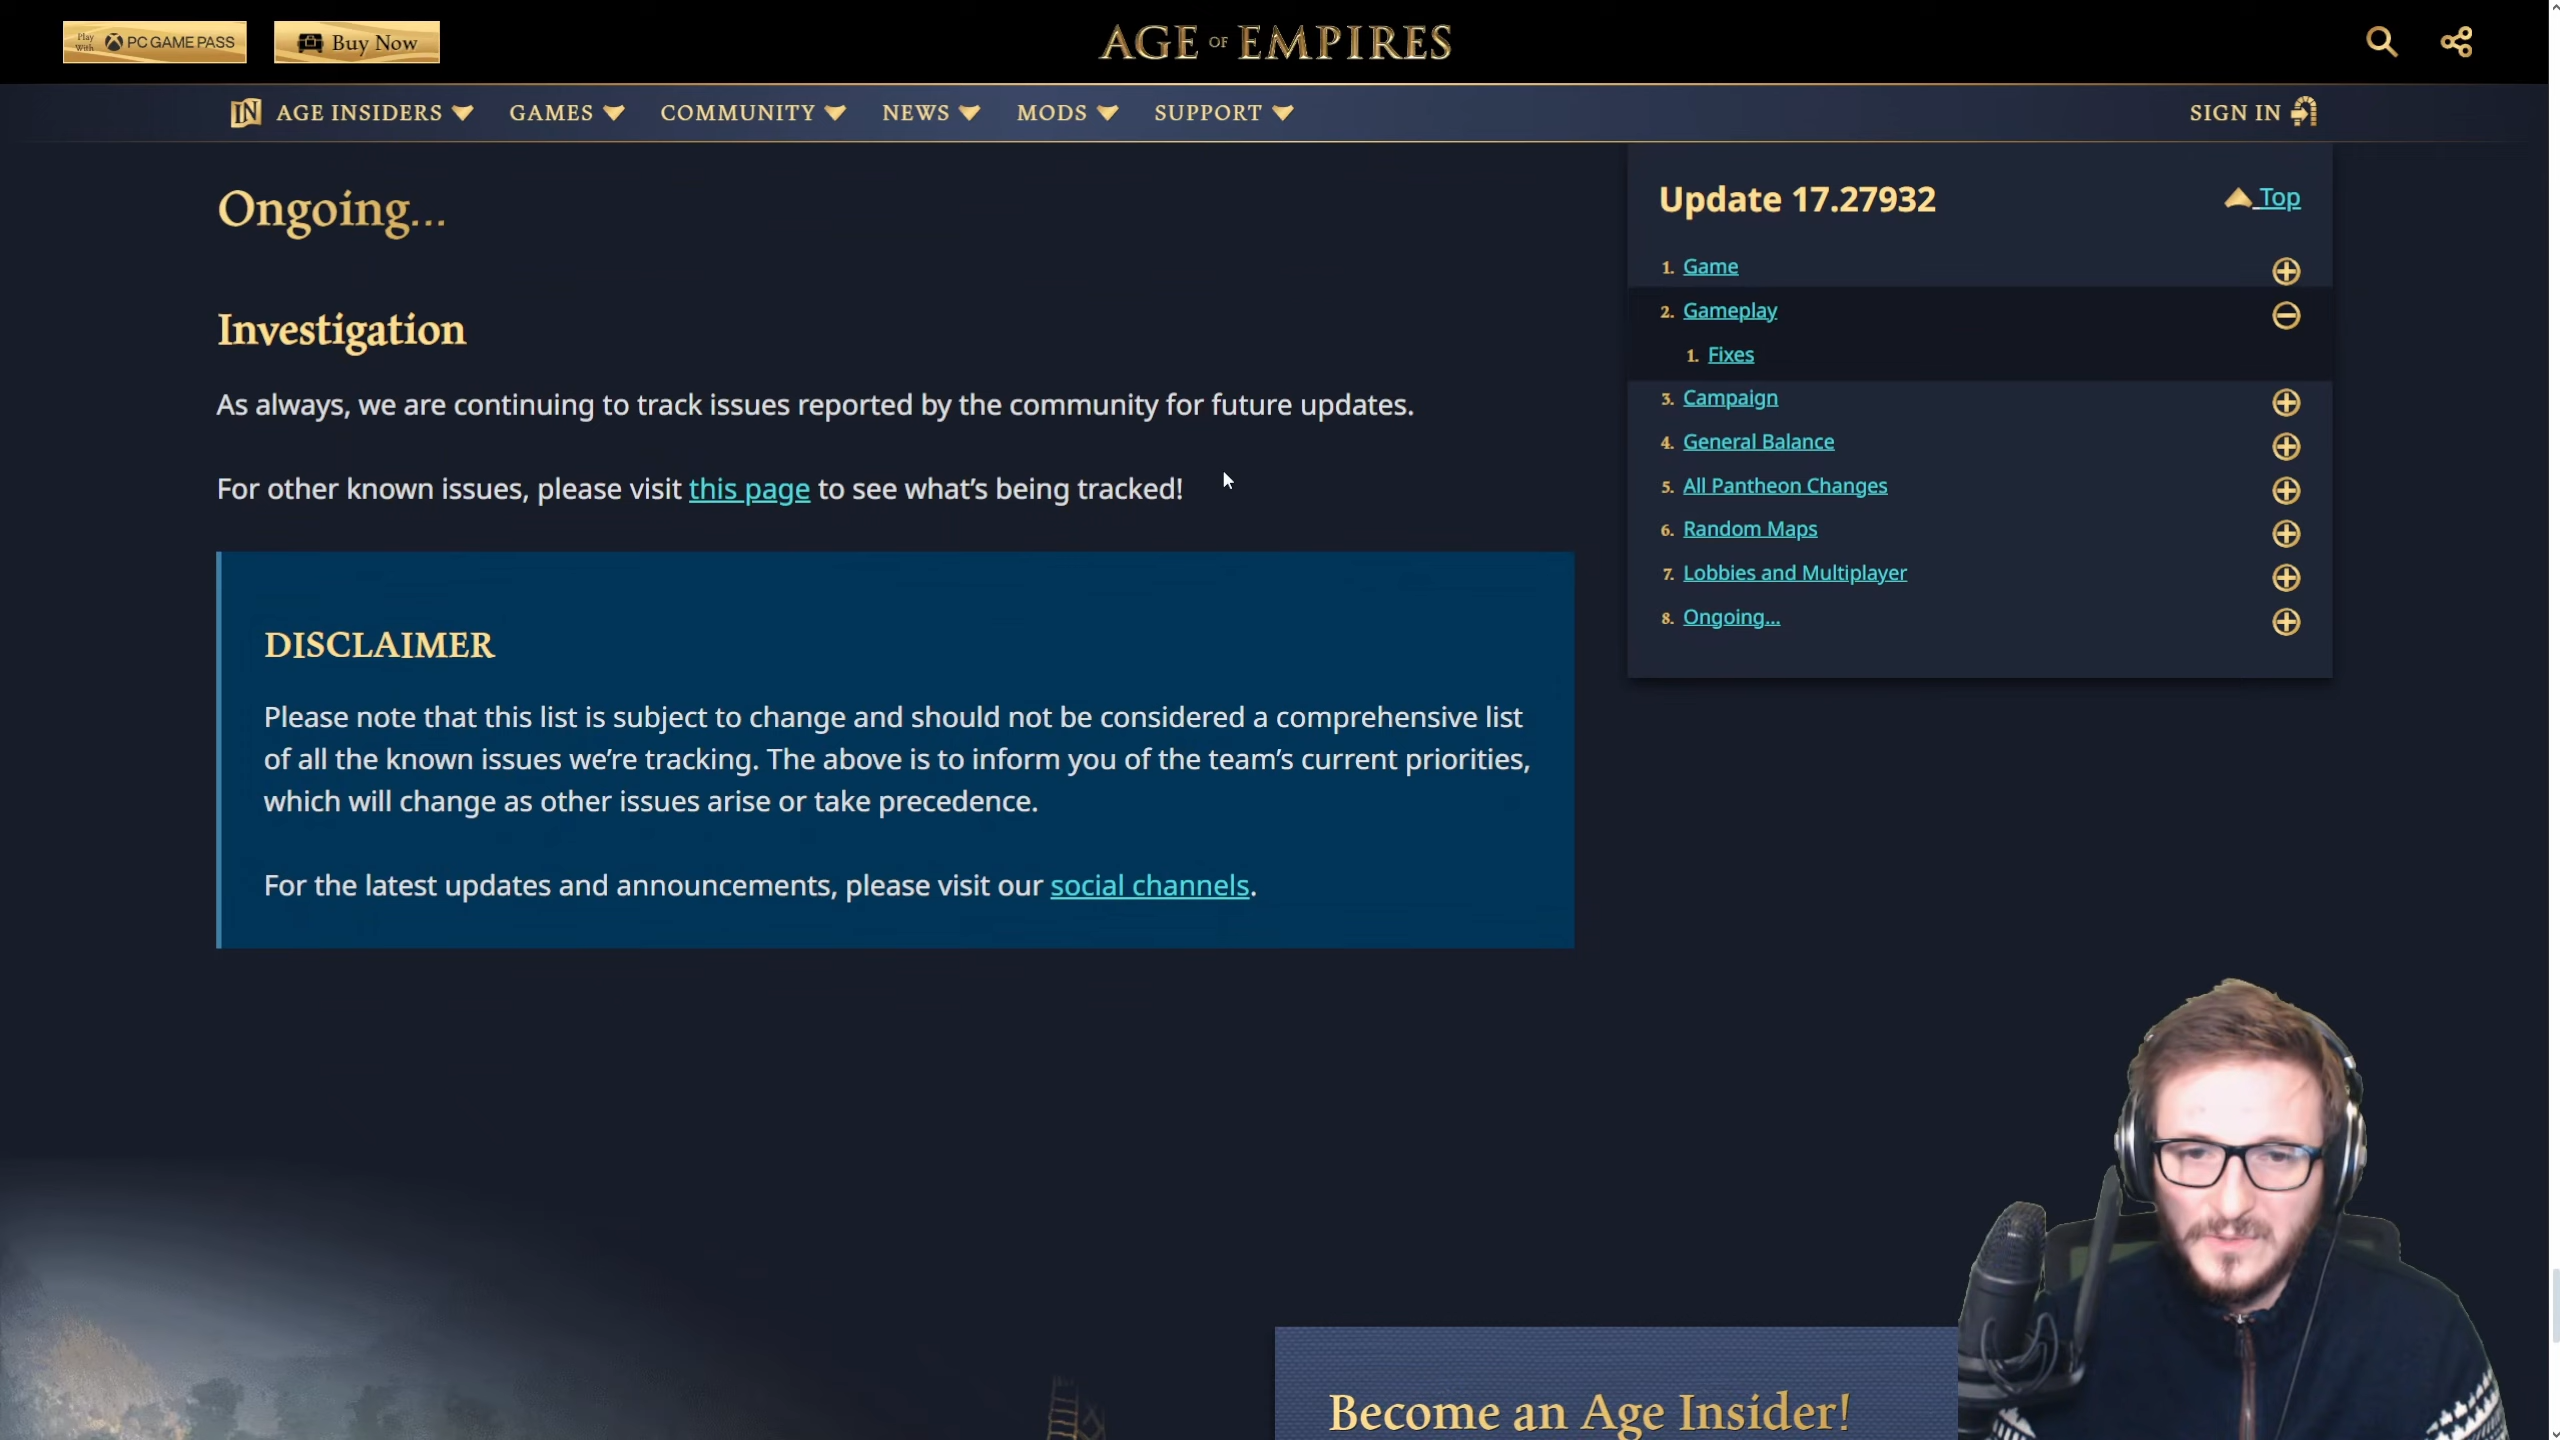 Play With PC GAME PASS
Buy Now
AGE OF EMPIRES
IN AGE INSIDERS
GAMES
COMMUNITY
NEWS
MODS
SUPPORT
SIGN IN
Ongoing...
Investigation
As always, we are continuing to track issues reported by the community for future updates.
For other known issues, please visit this page to see what's being tracked!
DISCLAIMER
Please note that this list is subject to change and should not be considered a comprehensive list
of all the known issues we're tracking. The above is to inform you of the team's current priorities,
which will change as other issues arise or take precedence.
For the latest updates and announcements, please visit our social channels.
Update 17.27932
Top
1. Game
2. Gameplay
1. Fixes
3. Campaign
4. General Balance
5. All Pantheon Changes
6. Random Maps
7. Lobbies and Multiplayer
8. Ongoing...
Become an Age Insider!